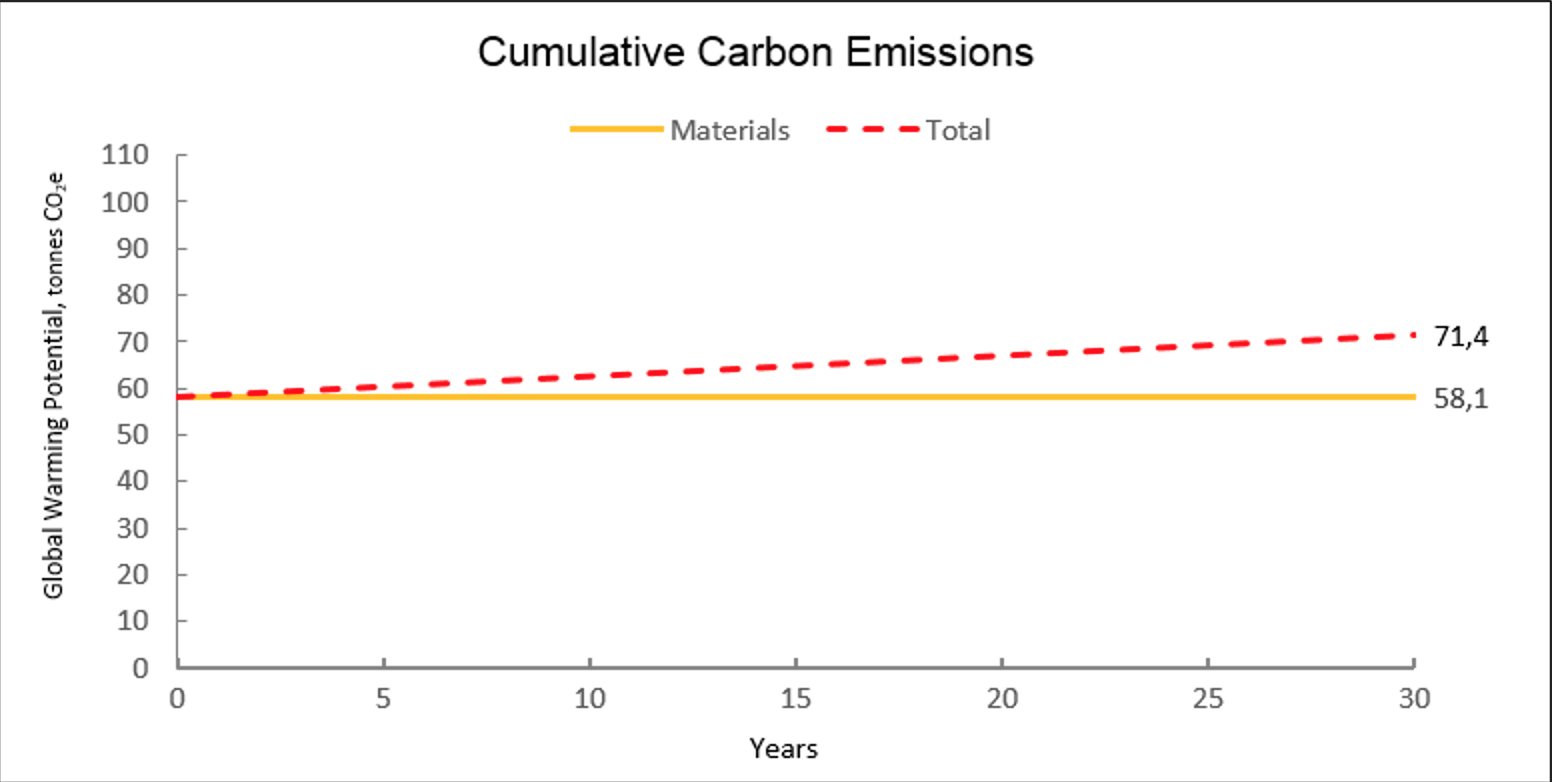 Cumulative Carbon Emissions
Materials Total
Global Warming Potential, tonnes CO₂e
110
100
90
80
70
60
50
40
30
20
10
0
71,4
58,1
0 5 10 15 20 25 30
Years